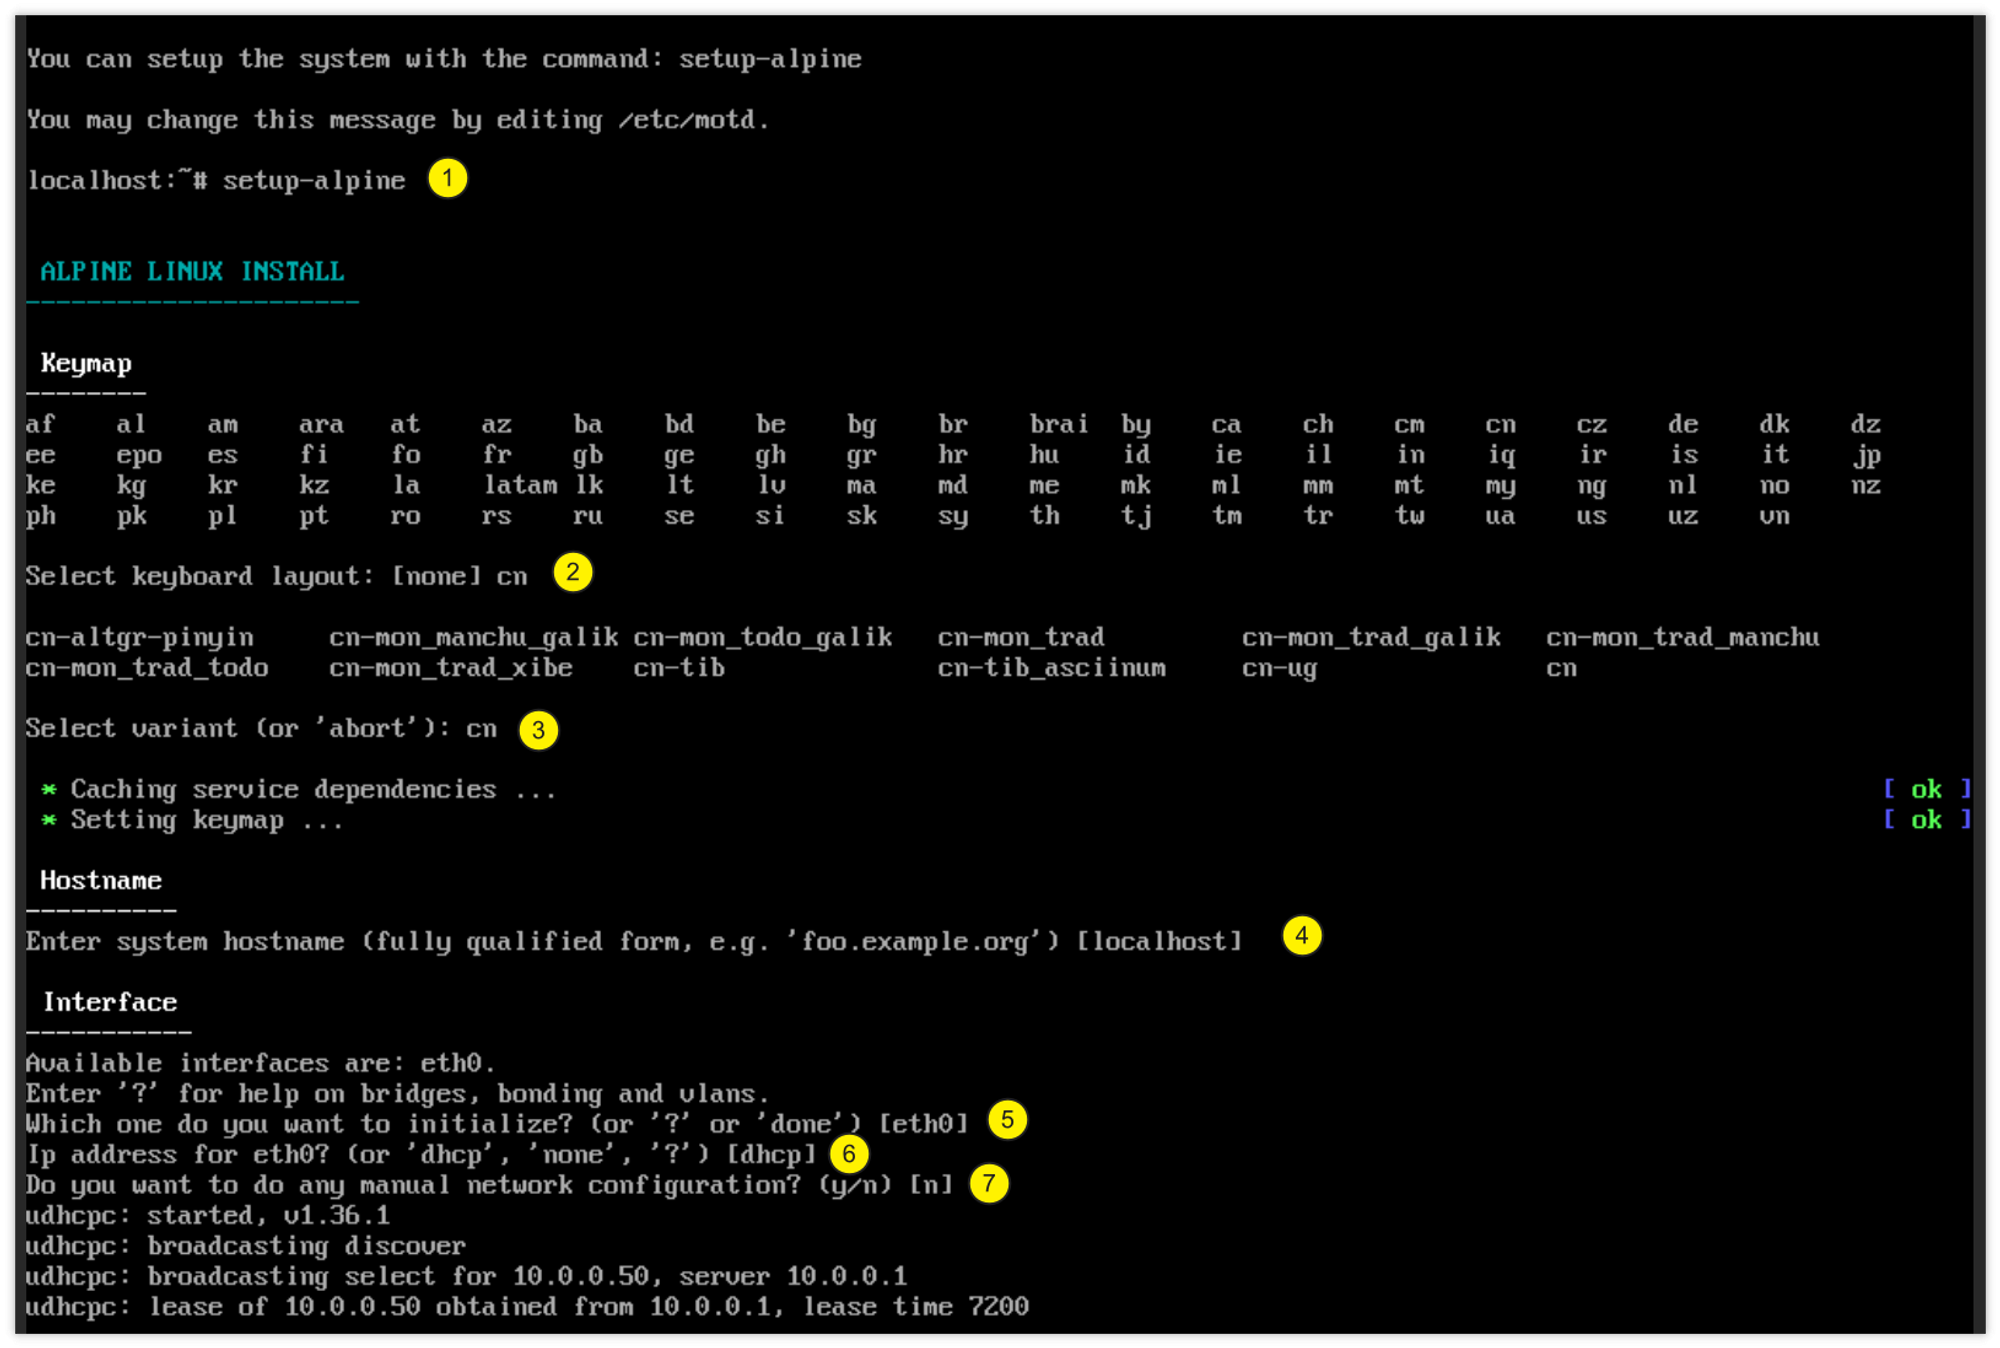 You can setup the system with the command: setup-alpine
You may change this message by editing /etc/motd.
localhost:~# setup-alpine 1
ALPINE LINUX INSTALL
----------------------
Keymap
--------
af al am ara at az ba bd be bg br brai by ca ch cm cn cz de dk dz
ee epo es fi fo fr gb ge gh gr hr hu id ie il in iq ir is it jp
ke kg kr kz la latam lk lt lv ma md me mk ml mm mt my ng nl no nz
ph pk pl pt ro rs ru se si sk sy th tj tm tr tw ua us uz vn
Select keyboard layout: [none] cn 2
cn-altgr-pinyin cn-mon_manchu_galik cn-mon_todo_galik cn-mon_trad cn-mon_trad_galik cn-mon_trad_manchu
cn-mon_trad_todo cn-mon_trad_xibe cn-tib cn-tib_asciinum cn-ug cn
Select variant (or 'abort'): cn 3
* Caching service dependencies ... [ ok ]
* Setting keymap ... [ ok ]
Hostname
----------
Enter system hostname (fully qualified form, e.g. 'foo.example.org') [localhost] 4
Interface
-----------
Available interfaces are: eth0.
Enter '?' for help on bridges, bonding and vlans.
Which one do you want to initialize? (or '?' or 'done') [eth0] 5
Ip address for eth0? (or 'dhcp', 'none', '?') [dhcp] 6
Do you want to do any manual network configuration? (y/n) [n] 7
udhcpc: started, v1.36.1
udhcpc: broadcasting discover
udhcpc: broadcasting select for 10.0.0.50, server 10.0.0.1
udhcpc: lease of 10.0.0.50 obtained from 10.0.0.1, lease time 7200